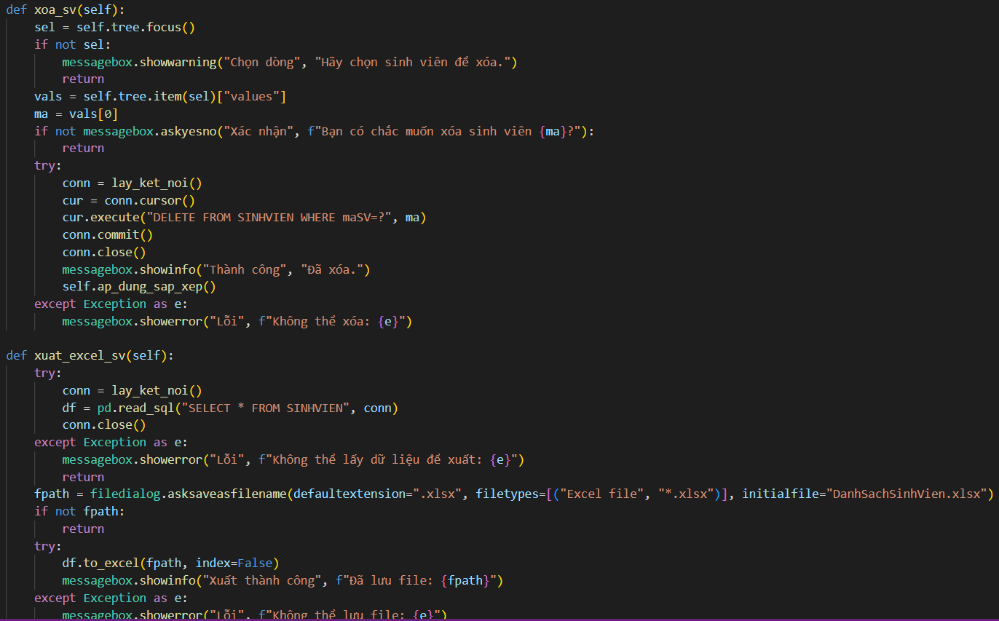 def xoa_sv(self):
    sel = self.tree.focus()
    if not sel:
        messagebox.showwarning("Chọn dòng", "Hãy chọn sinh viên để xóa.")
        return
    vals = self.tree.item(sel)["values"]
    ma = vals[0]
    if not messagebox.askyesno("Xác nhận", f"Bạn có chắc muốn xóa sinh viên {ma}?"):
        return
    try:
        conn = lay_ket_noi()
        cur = conn.cursor()
        cur.execute("DELETE FROM SINHVIEN WHERE maSV=?", ma)
        conn.commit()
        conn.close()
        messagebox.showinfo("Thành công", "Đã xóa.")
        self.ap_dung_sap_xep()
    except Exception as e:
        messagebox.showerror("Lỗi", f"Không thể xóa: {e}")

def xuat_excel_sv(self):
    try:
        conn = lay_ket_noi()
        df = pd.read_sql("SELECT * FROM SINHVIEN", conn)
        conn.close()
    except Exception as e:
        messagebox.showerror("Lỗi", f"Không thể lấy dữ liệu để xuất: {e}")
        return
    fpath = filedialog.asksaveasfilename(defaultextension=".xlsx", filetypes=[("Excel file", "*.xlsx")], initialfile="DanhSachSinhVien.xlsx")
    if not fpath:
        return
    try:
        df.to_excel(fpath, index=False)
        messagebox.showinfo("Xuất thành công", f"Đã lưu file: {fpath}")
    except Exception as e:
        messagebox.showerror("Lỗi", f"Không thể lưu file: {e}")